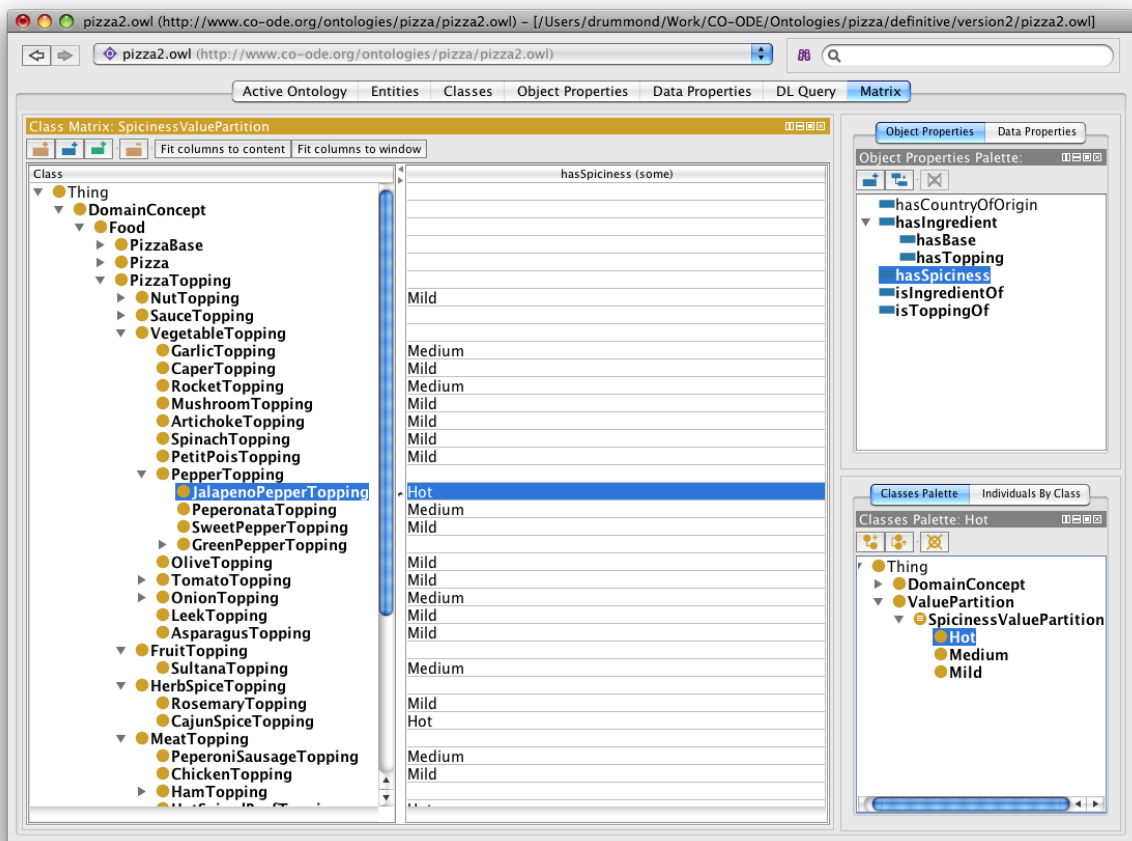 pizza2.owl (http://www.co-ode.org/ontologies/pizza/pizza2.owl) – [/Users/drummond/Work/CO-ODE/Ontologies/pizza/definitive/version2/pizza2.owl]
pizza2.owl (http://www.co-ode.org/ontologies/pizza/pizza2.owl)
Active Ontology Entities Classes Object Properties Data Properties DL Query Matrix
Class Matrix: SpicinessValuePartition
Fit columns to content Fit columns to window
Class hasSpiciness (some)
Thing
DomainConcept
Food
PizzaBase
Pizza
PizzaTopping
NutTopping Mild
SauceTopping
VegetableTopping
GarlicTopping Medium
CaperTopping Mild
RocketTopping Medium
MushroomTopping Mild
ArtichokeTopping Mild
SpinachTopping Mild
PetitPoisTopping Mild
PepperTopping
JalapenoPepperTopping Hot
PeperonataTopping Medium
SweetPepperTopping Mild
GreenPepperTopping
OliveTopping Mild
TomatoTopping Mild
OnionTopping Medium
LeekTopping Mild
AsparagusTopping Mild
FruitTopping
SultanaTopping Medium
HerbSpiceTopping
RosemaryTopping Mild
CajunSpiceTopping Hot
MeatTopping
PeperoniSausageTopping Medium
ChickenTopping Mild
HamTopping
Object Properties Data Properties
Object Properties Palette:
hasCountryOfOrigin
hasIngredient
hasBase
hasTopping
hasSpiciness
isIngredientOf
isToppingOf
Classes Palette Individuals By Class
Classes Palette: Hot
Thing
DomainConcept
ValuePartition
SpicinessValuePartition
Hot
Medium
Mild